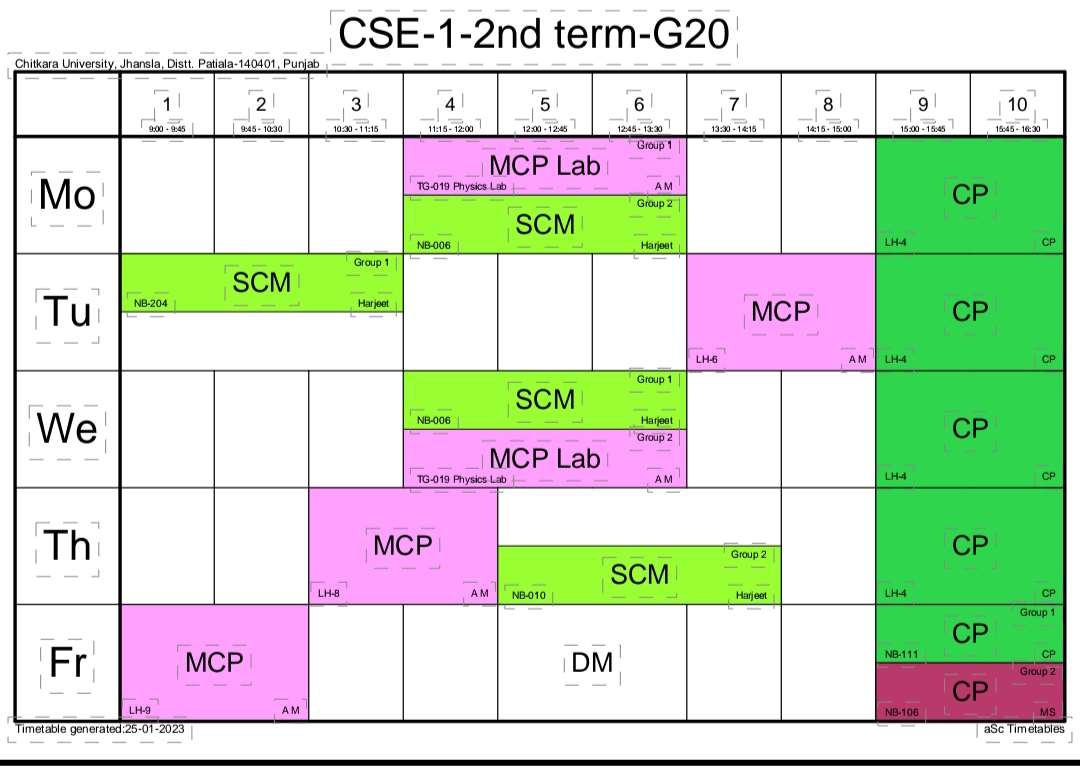 CSE-1-2nd term-G20
Chitkara University, Jhansla, Distt. Patiala-140401, Punjab
1 2 3 4 5 6 7 8 9 10
9:00 - 9:45 9:45 - 10:30 10:30 - 11:15 11:15 - 12:00 12:00 - 12:45 12:45 - 13:30 13:30 - 14:15 14:15 - 15:00 15:00 - 15:45 15:45 - 16:30
Mo
Group 1
MCP Lab
TG-019 Physics Lab A M
Group 2
SCM
NB-006 Harjeet
CP
LH-4 CP
Tu
Group 1
SCM
NB-204 Harjeet
MCP
LH-6 A M
CP
LH-4 CP
We
Group 1
SCM
NB-006 Harjeet
Group 2
MCP Lab
TG-019 Physics Lab A M
CP
LH-4 CP
Th
MCP
LH-8 A M
Group 2
SCM
NB-010 Harjeet
CP
LH-4 CP
Fr
MCP
LH-9 A M
DM
Group 1
CP
NB-111 CP
Group 2
CP
NB-106 MS
Timetable generated:25-01-2023 aSc Timetables